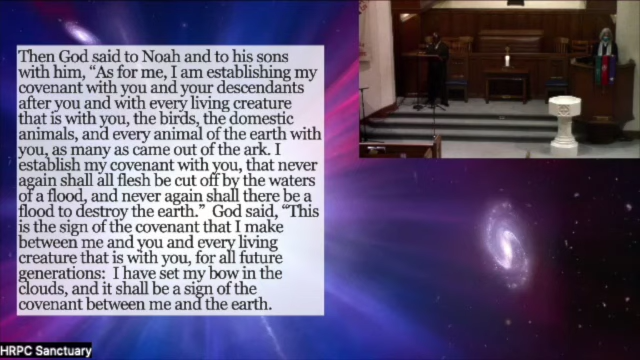 Then God said to Noah and to his sons
with him, “As for me, I am establishing my
covenant with you and your descendants
after you and with every living creature
that is with you, the birds, the domestic
animals, and every animal of the earth with
you, as many as came out of the ark. I
establish my covenant with you, that never
again shall all flesh be cut off by the waters
of a flood, and never again shall there be a
flood to destroy the earth.”  God said, “This
is the sign of the covenant that I make
between me and you and every living
creature that is with you, for all future
generations:  I have set my bow in the
clouds, and it shall be a sign of the
covenant between me and the earth.
HRPC Sanctuary